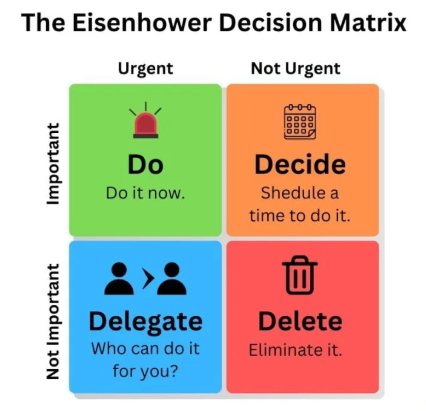 The Eisenhower Decision Matrix
Urgent
Not Urgent
Important
Do
Do it now.
Decide
Shedule a
time to do it.
Not Important
Delegate
Who can do it
for you?
Delete
Eliminate it.